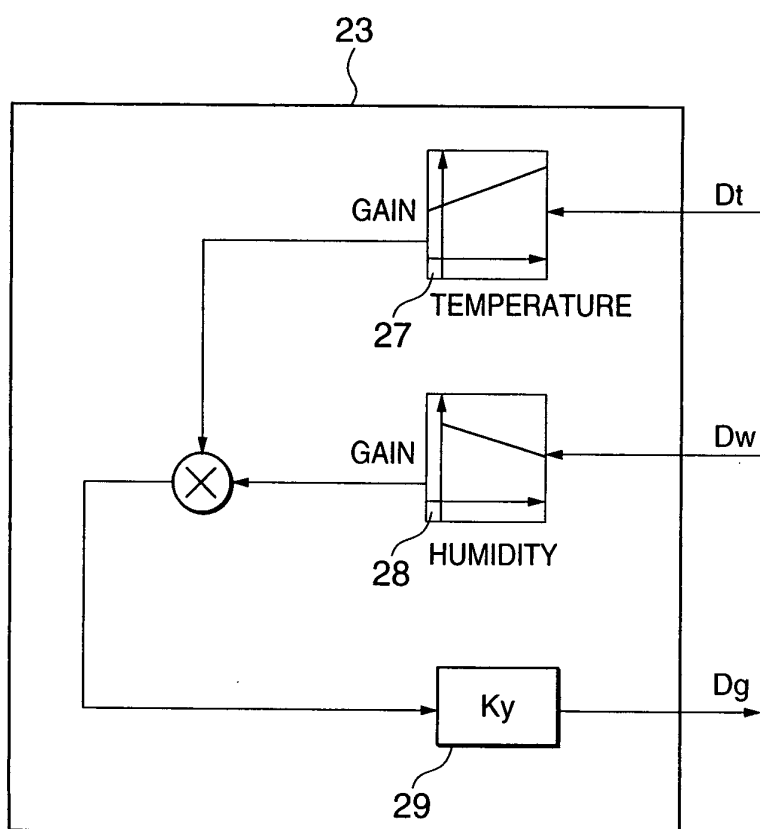 23
GAIN
Dt
27
TEMPERATURE
GAIN
Dw
28
HUMIDITY
Ky
Dg
29